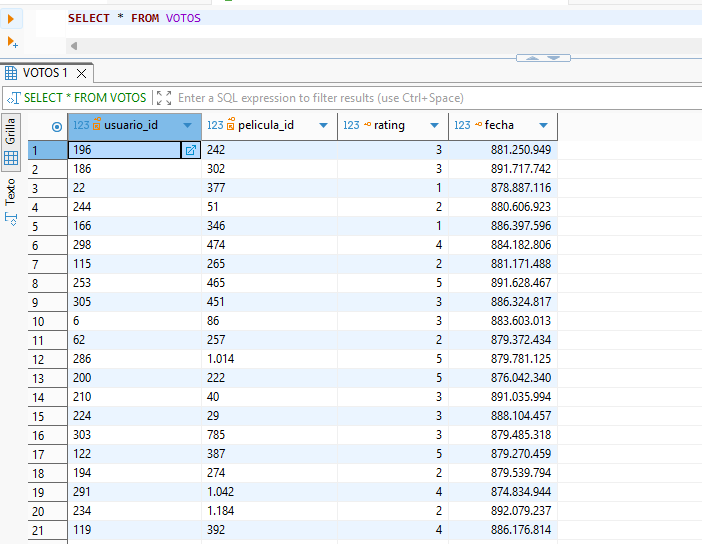 SELECT * FROM VOTOS
VOTOS 1
SELECT * FROM VOTOS Enter a SQL expression to filter results (use Ctrl+Space)
Grilla
Texto
123 usuario_id 123 pelicula_id 123 rating 123 fecha
1 196 242 3 881.250.949
2 186 302 3 891.717.742
3 22 377 1 878.887.116
4 244 51 2 880.606.923
5 166 346 1 886.397.596
6 298 474 4 884.182.806
7 115 265 2 881.171.488
8 253 465 5 891.628.467
9 305 451 3 886.324.817
10 6 86 3 883.603.013
11 62 257 2 879.372.434
12 286 1.014 5 879.781.125
13 200 222 5 876.042.340
14 210 40 3 891.035.994
15 224 29 3 888.104.457
16 303 785 3 879.485.318
17 122 387 5 879.270.459
18 194 274 2 879.539.794
19 291 1.042 4 874.834.944
20 234 1.184 2 892.079.237
21 119 392 4 886.176.814